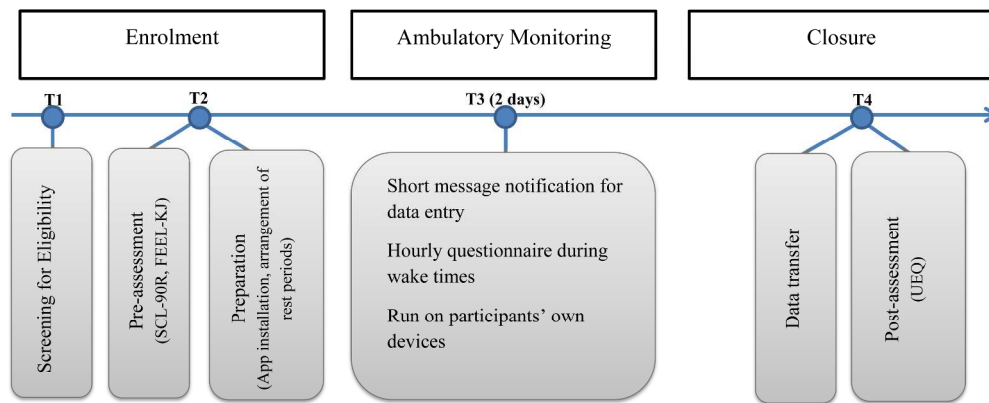 Enrolment
Ambulatory Monitoring
Closure
T1
T2
T3 (2 days)
T4
Screening for Eligibility
Pre-assessment
(SCL-90R, FEEL-KJ)
Preparation
(App installation, arrangement of
rest periods)
Short message notification for
data entry
Hourly questionnaire during
wake times
Run on participants’ own
devices
Data transfer
Post-assessment
(UEQ)